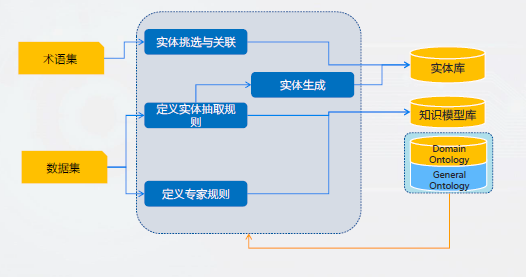 术语集
实体挑选与关联
实体库
实体生成
定义实体抽取规
则
知识模型库
数据集
定义专家规则
Domain
Ontology
General
Ontology